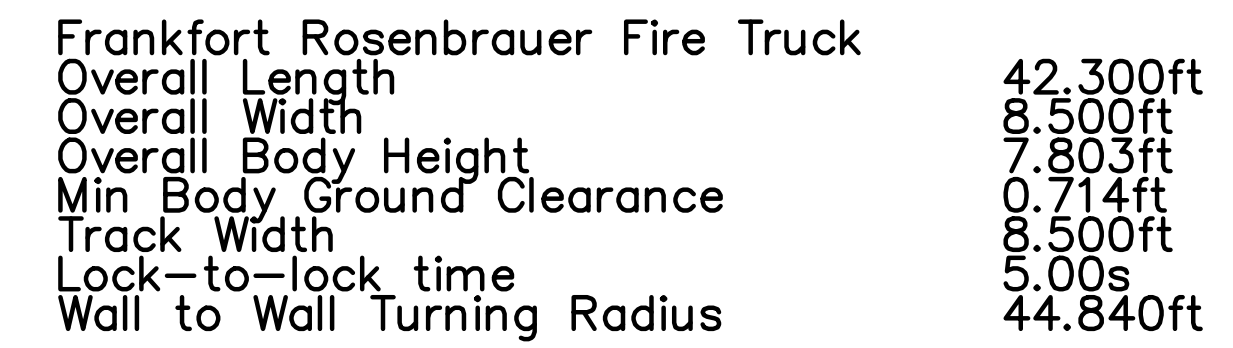 Frankfort Rosenbrauer Fire Truck
Overall Length 42.300ft
Overall Width 8.500ft
Overall Body Height 7.803ft
Min Body Ground Clearance 0.714ft
Track Width 8.500ft
Lock-to-lock time 5.00s
Wall to Wall Turning Radius 44.840ft